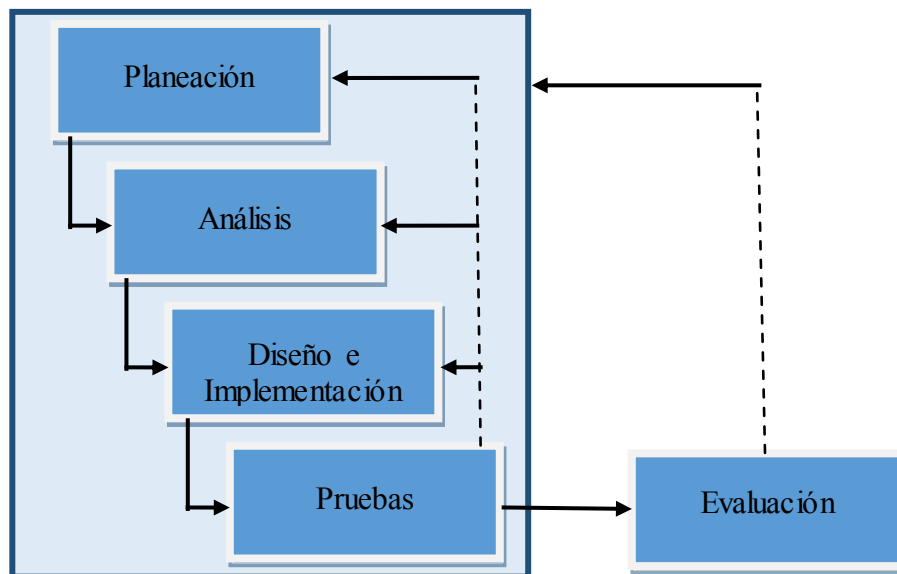 Planeación
Análisis
Diseño e
Implementación
Pruebas
Evaluación